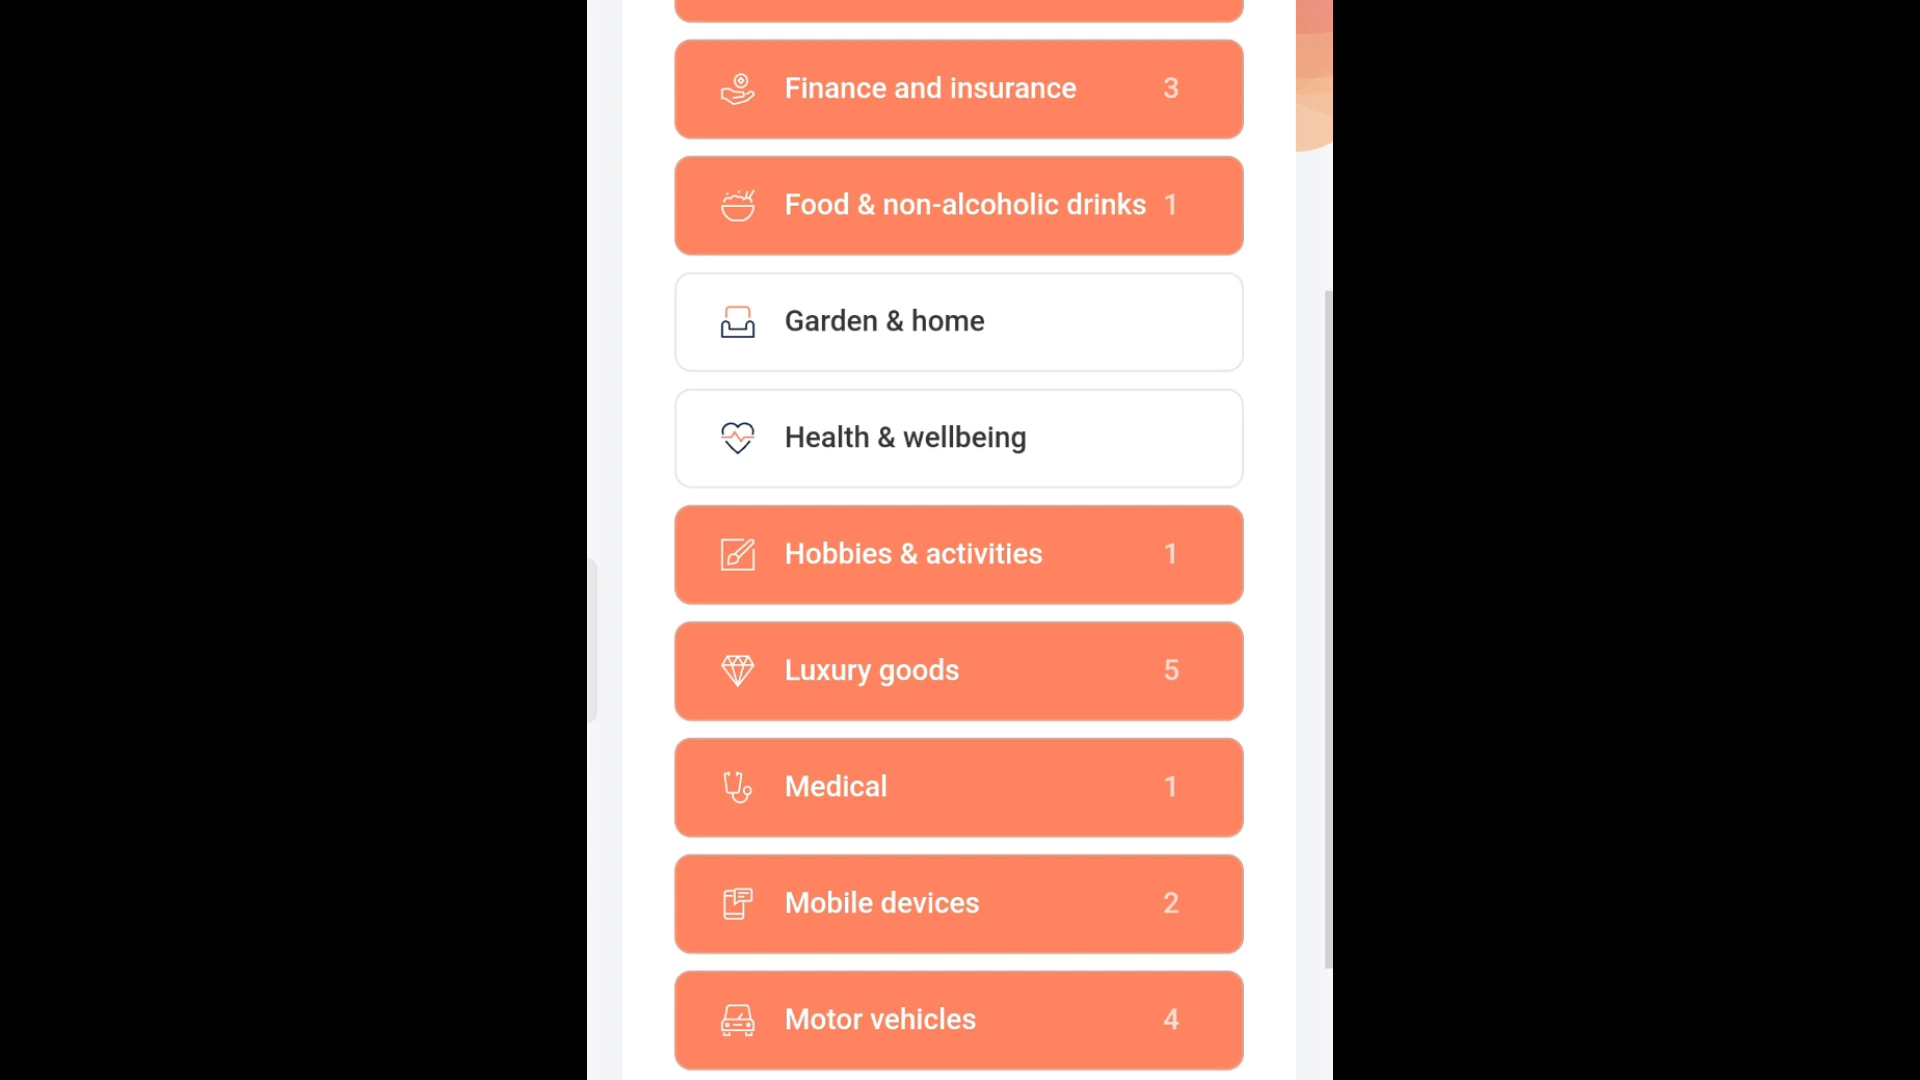 Finance and insurance 3
Food & non-alcoholic drinks 1
Garden & home
Health & wellbeing
Hobbies & activities 1
Luxury goods 5
Medical 1
Mobile devices 2
Motor vehicles 4